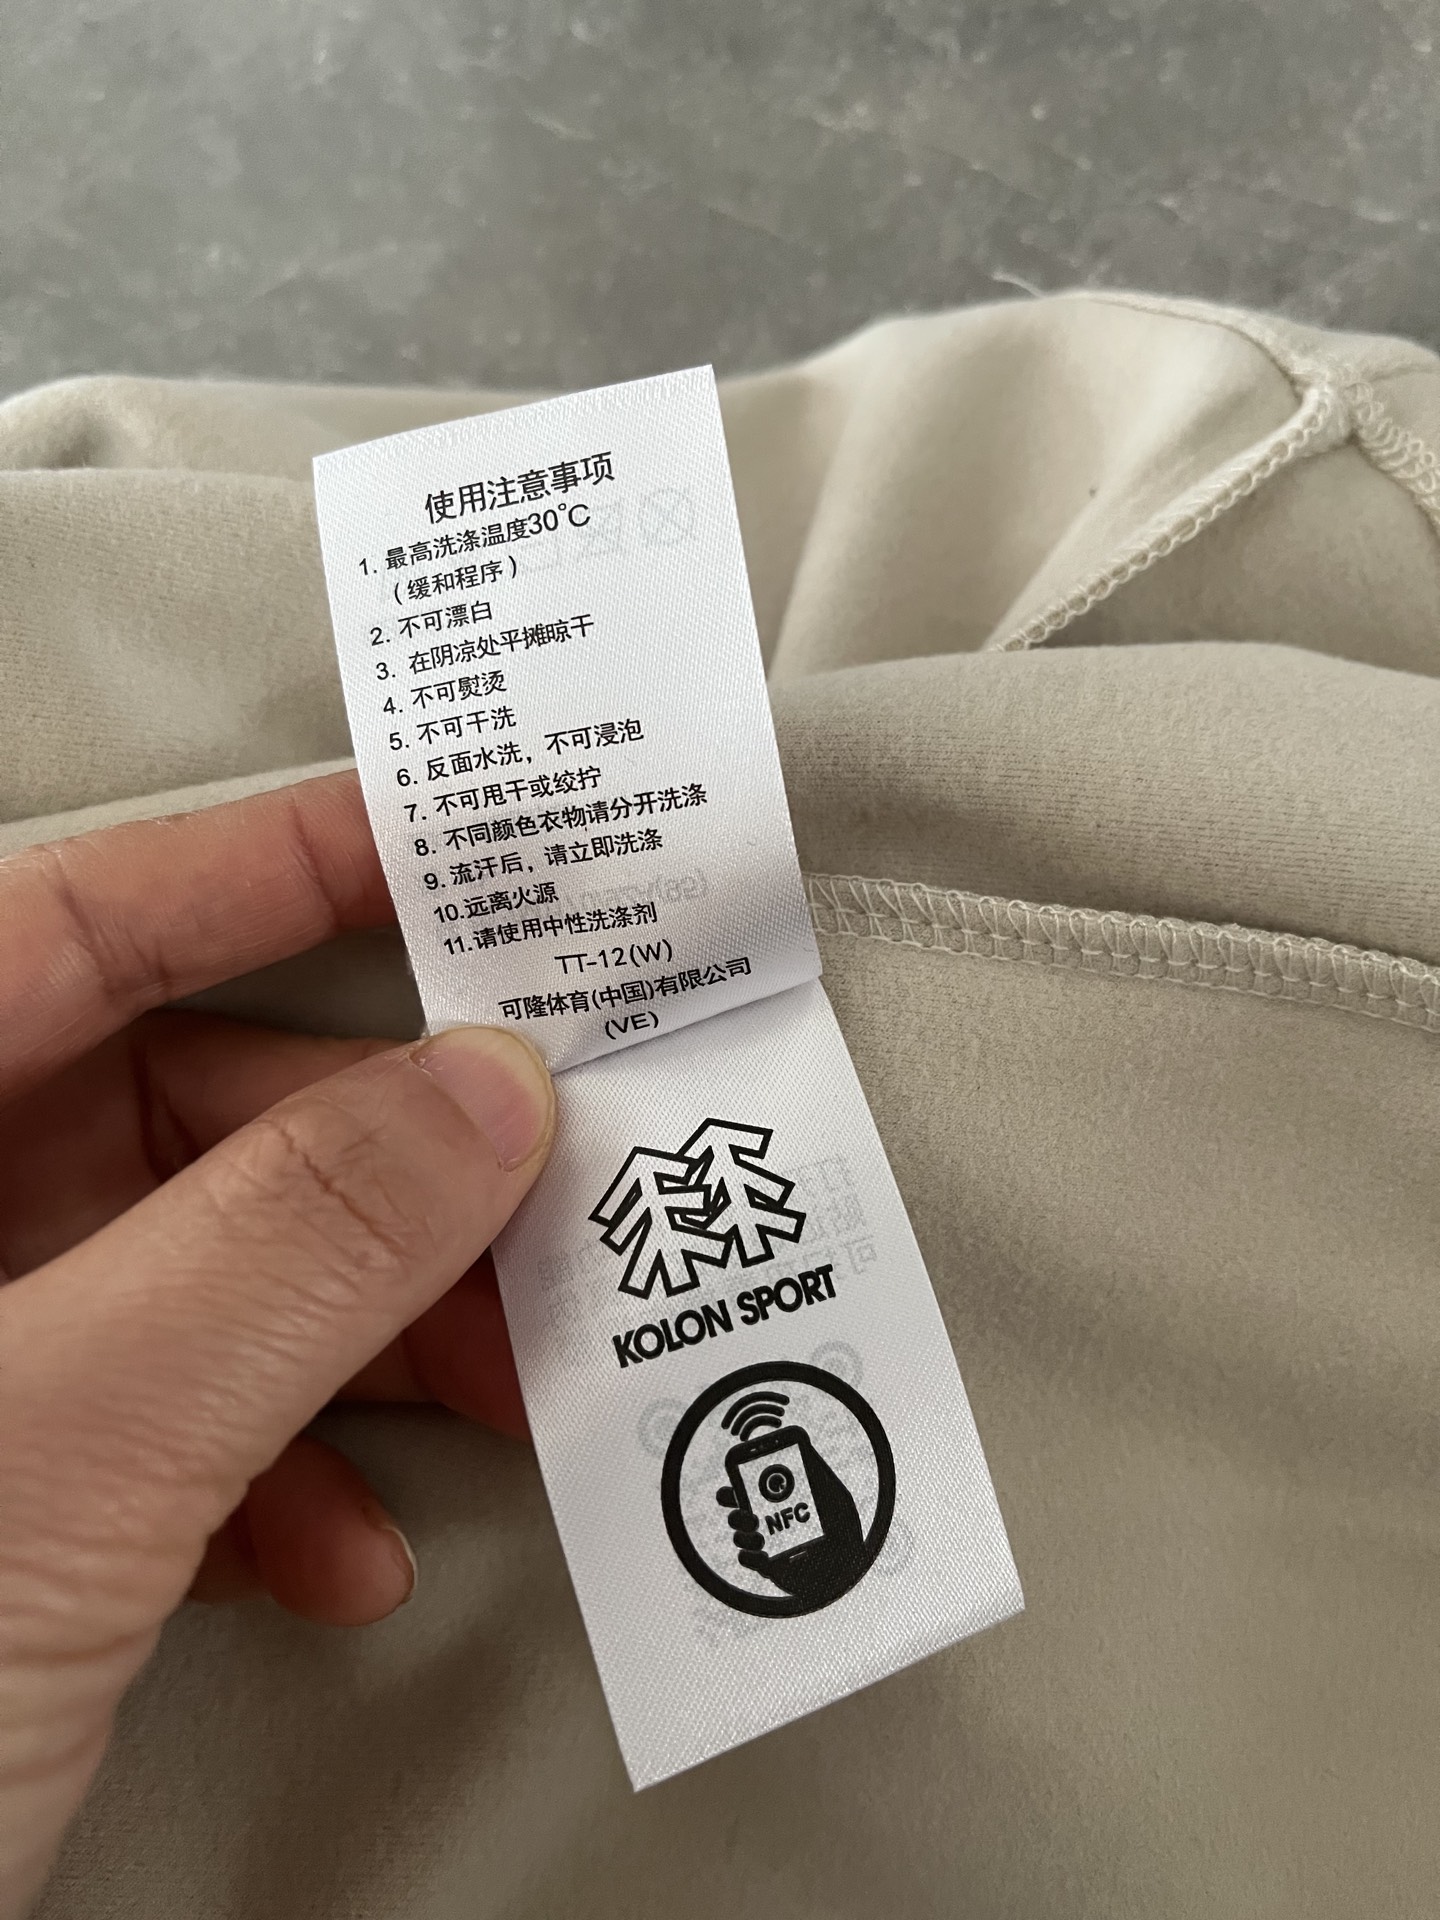 使用注意事项
1. 最高洗涤温度30°C
(缓和程序)
2. 不可漂白
3. 在阴凉处平摊晾干
4. 不可熨烫
5. 不可干洗
6. 反面水洗，不可浸泡
7. 不可甩干或绞拧
8. 不同颜色衣物请分开洗涤
9. 流汗后，请立即洗涤
10.远离火源
11.请使用中性洗涤剂
TT-12(W)
可隆体育(中国)有限公司
(VE)
KOLON SPORT
NFC